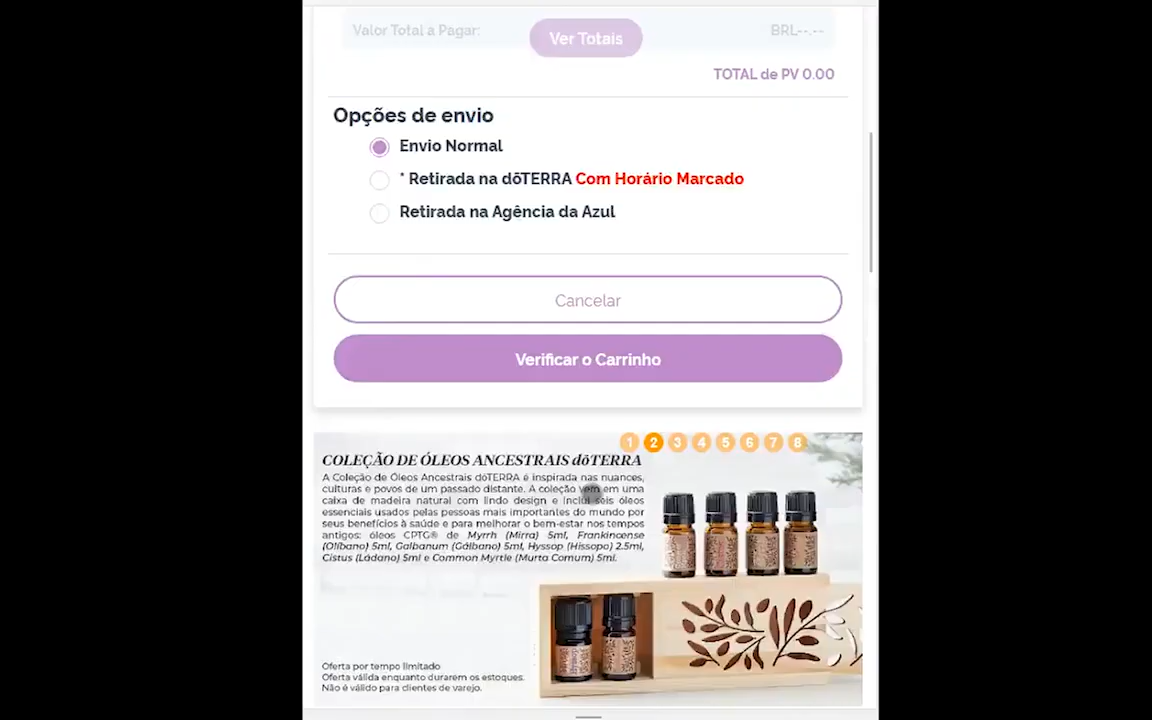 Valor Total a Pagar:
Ver Totais
BRL--.--
TOTAL de PV 0.00
Opções de envio
Envio Normal
* Retirada na dōTERRA Com Horário Marcado
Retirada na Agência da Azul
Cancelar
Verificar o Carrinho
1 2 3 4 5 6 7 8
COLEÇÃO DE ÓLEOS ANCESTRAIS dōTERRA
A Coleção de Óleos Ancestrais dōTERRA é inspirada nas nuances,
culturas e povos de um passado distante. A coleção vem em uma
caixa de madeira natural com lindo design e inclui seis óleos
essenciais usados pelas pessoas mais importantes do mundo por
seus benefícios à saúde e para melhorar o bem-estar nos tempos
antigos: óleos CPTG® de Myrrh (Mirra) 5ml, Frankincense
(Olíbano) 5ml, Galbanum (Gálbano) 5ml, Hyssop (Hissopo) 2.5ml,
Cistus (Ládano) 5ml e Common Myrtle (Murta Comum) 5ml.
Oferta por tempo limitado
Oferta válida enquanto durarem os estoques.
Não é válido para clientes de varejo.